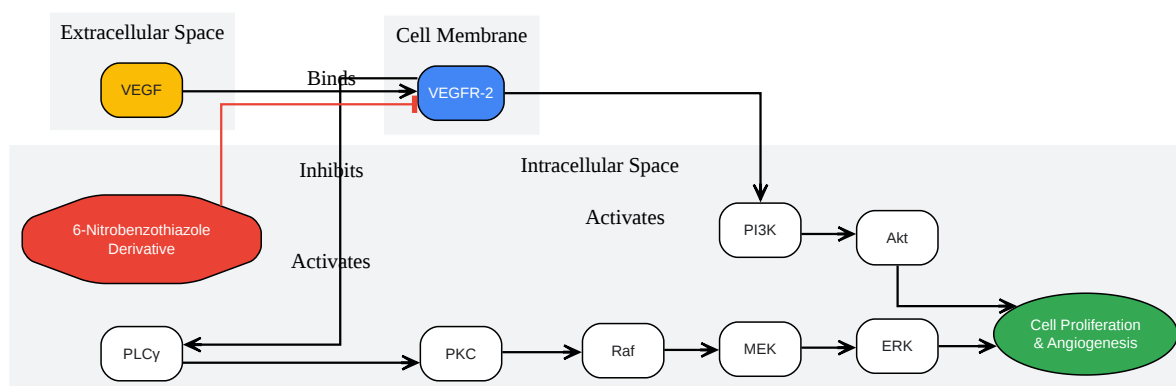 Extracellular Space
Cell Membrane
VEGF
Binds
VEGFR-2
Inhibits
Intracellular Space
Activates
6-Nitrobenzothiazole
Derivative
PI3K
Akt
Activates
PLCγ
PKC
Raf
MEK
ERK
Cell Proliferation
& Angiogenesis